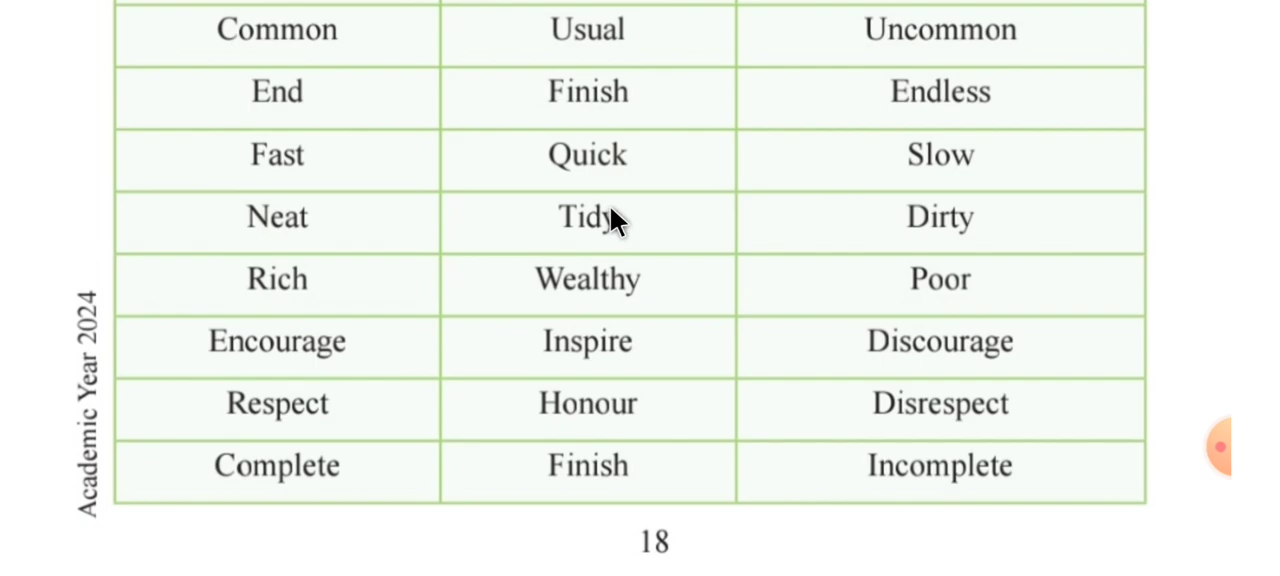 Common Usual Uncommon
End Finish Endless
Fast Quick Slow
Neat Tidy Dirty
Rich Wealthy Poor
Encourage Inspire Discourage
Respect Honour Disrespect
Complete Finish Incomplete
Academic Year 2024
18